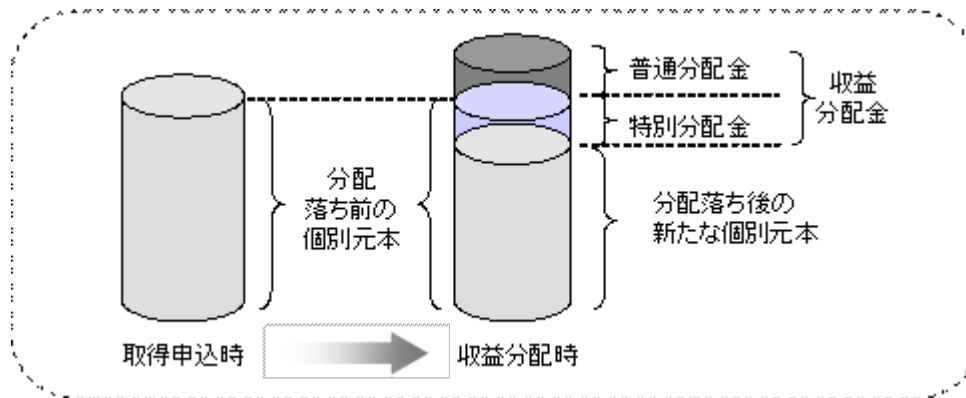 普通分配金
収益
分配金
特別分配金
分配
落ち前の
個別元本
分配落ち後の
新たな個別元本
取得申込時
収益分配時